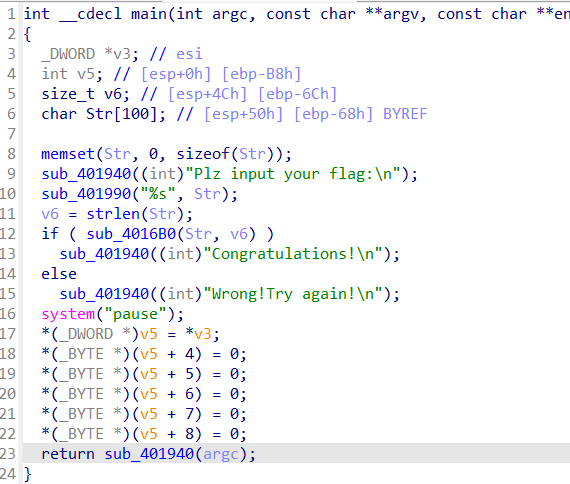 1 int __cdecl main(int argc, const char **argv, const char **en
2 {
3 _DWORD *v3; // esi
4 int v5; // [esp+0h] [ebp-B8h]
5 size_t v6; // [esp+4Ch] [ebp-6Ch]
6 char Str[100]; // [esp+50h] [ebp-68h] BYREF
7
8 memset(Str, 0, sizeof(Str));
9 sub_401940((int)"Plz input your flag:\n");
10 sub_401990("%s", Str);
11 v6 = strlen(Str);
12 if ( sub_4016B0(Str, v6) )
13 sub_401940((int)"Congratulations!\n");
14 else
15 sub_401940((int)"Wrong!Try again!\n");
16 system("pause");
17 *(_DWORD *)v5 = *v3;
18 *(_BYTE *)(v5 + 4) = 0;
19 *(_BYTE *)(v5 + 5) = 0;
20 *(_BYTE *)(v5 + 6) = 0;
21 *(_BYTE *)(v5 + 7) = 0;
22 *(_BYTE *)(v5 + 8) = 0;
23 return sub_401940(argc);
24 }